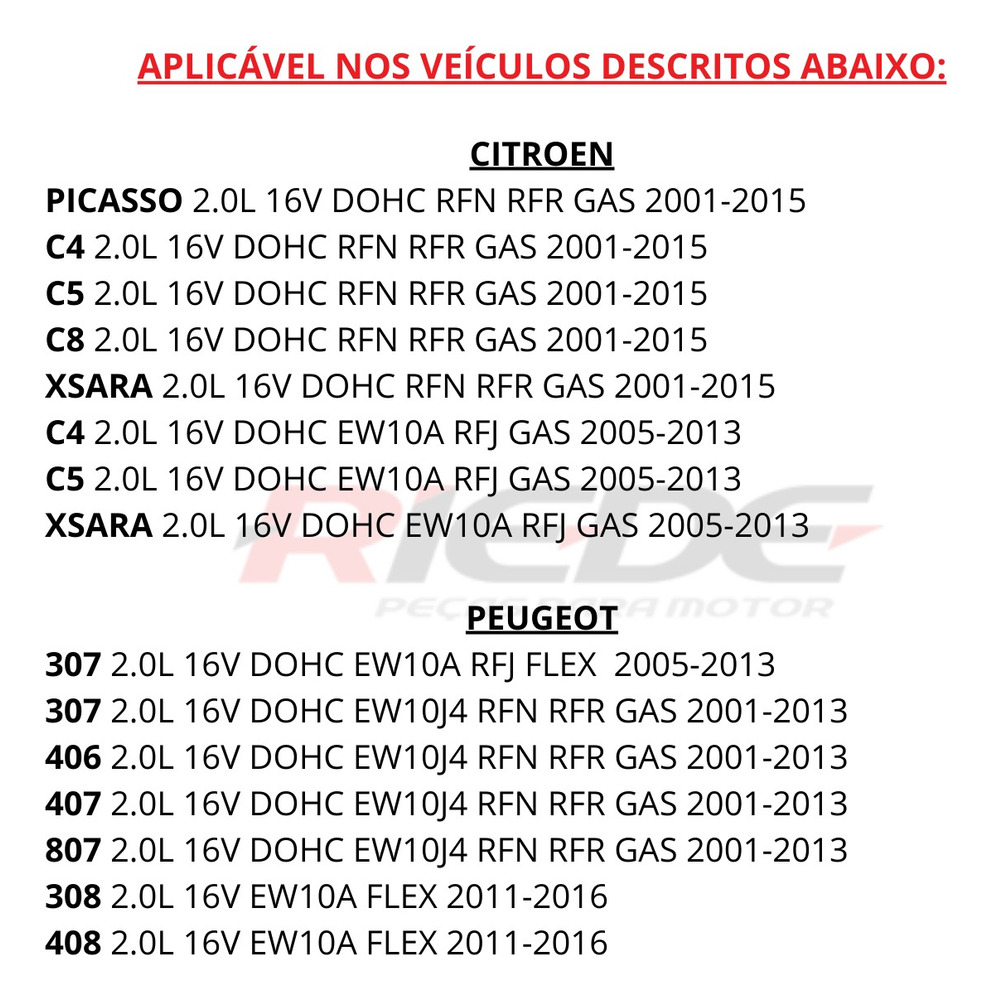 APLICÁVEL NOS VEÍCULOS DESCRITOS ABAIXO:
CITROEN
PICASSO 2.0L 16V DOHC RFN RFR GAS 2001-2015
C4 2.0L 16V DOHC RFN RFR GAS 2001-2015
C5 2.0L 16V DOHC RFN RFR GAS 2001-2015
C8 2.0L 16V DOHC RFN RFR GAS 2001-2015
XSARA 2.0L 16V DOHC RFN RFR GAS 2001-2015
C4 2.0L 16V DOHC EW10A RFJ GAS 2005-2013
C5 2.0L 16V DOHC EW10A RFJ GAS 2005-2013
XSARA 2.0L 16V DOHC EW10A RFJ GAS 2005-2013
RIEDE
PEÇAS PARA MOTOR
PEUGEOT
307 2.0L 16V DOHC EW10A RFJ FLEX  2005-2013
307 2.0L 16V DOHC EW10J4 RFN RFR GAS 2001-2013
406 2.0L 16V DOHC EW10J4 RFN RFR GAS 2001-2013
407 2.0L 16V DOHC EW10J4 RFN RFR GAS 2001-2013
807 2.0L 16V DOHC EW10J4 RFN RFR GAS 2001-2013
308 2.0L 16V EW10A FLEX 2011-2016
408 2.0L 16V EW10A FLEX 2011-2016